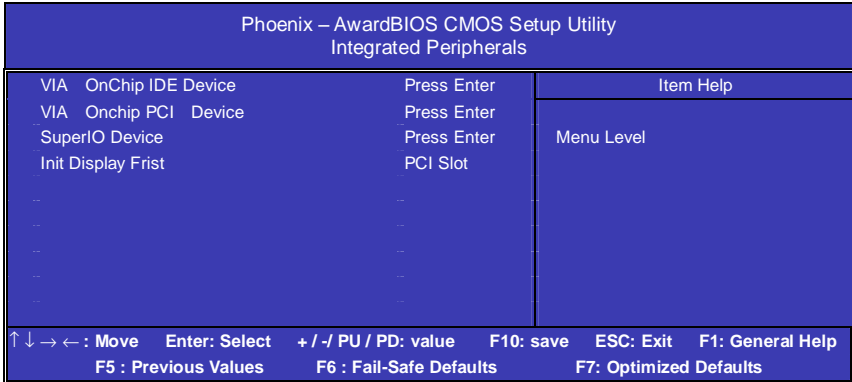 Phoenix – AwardBIOS CMOS Setup Utility
Integrated Peripherals
VIA OnChip IDE Device Press Enter Item Help
VIA Onchip PCI Device Press Enter
SuperIO Device Press Enter Menu Level
Init Display Frist PCI Slot
↑↓→←: Move Enter: Select + / -/ PU / PD: value F10: save ESC: Exit F1: General Help
F5 : Previous Values F6 : Fail-Safe Defaults F7: Optimized Defaults